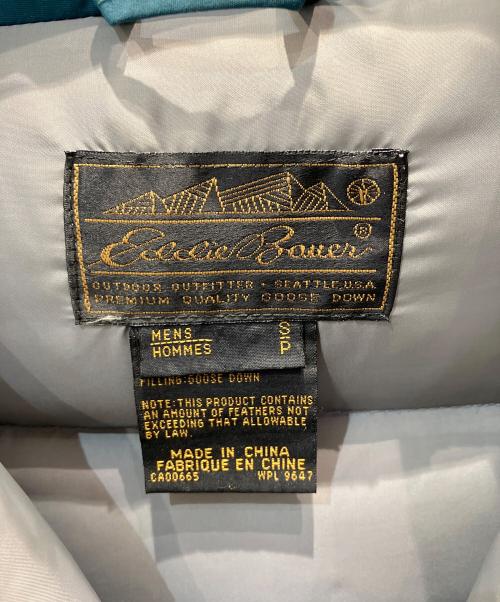 Eddie Bauer®
OUTDOOR OUTFITTER • SEATTLE, U.S.A.
PREMIUM QUALITY GOOSE DOWN
MENS S
HOMMES P
FILLING: GOOSE DOWN
NOTE: THIS PRODUCT CONTAINS
AN AMOUNT OF FEATHERS NOT
EXCEEDING THAT ALLOWABLE
BY LAW.
MADE IN CHINA
FABRIQUE EN CHINE
CA00665 WPL 9647